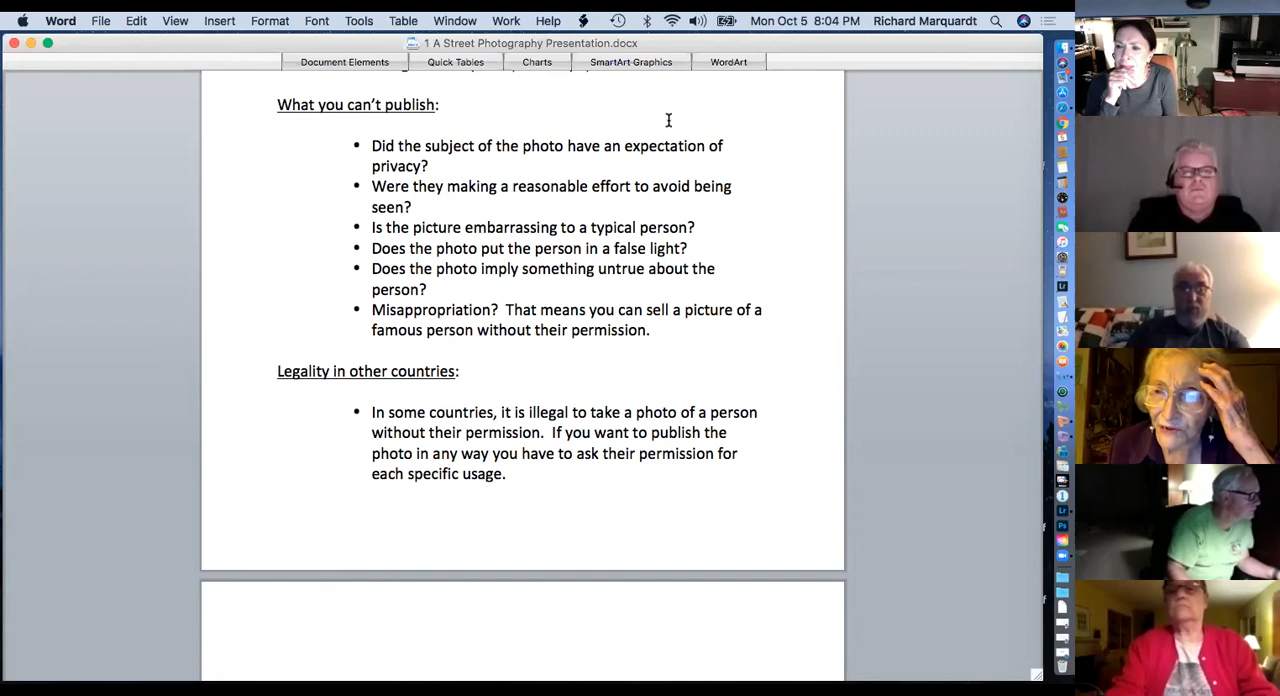 Word File Edit View Insert Format Font Tools Table Window Work Help Mon Oct 5 8:04 PM Richard Marquardt
1 A Street Photography Presentation.docx
Document Elements Quick Tables Charts SmartArt Graphics WordArt
What you can't publish:
• Did the subject of the photo have an expectation of
privacy?
• Were they making a reasonable effort to avoid being
seen?
• Is the picture embarrassing to a typical person?
• Does the photo put the person in a false light?
• Does the photo imply something untrue about the
person?
• Misappropriation? That means you can sell a picture of a
famous person without their permission.
Legality in other countries:
• In some countries, it is illegal to take a photo of a person
without their permission. If you want to publish the
photo in any way you have to ask their permission for
each specific usage.
Lr
Lr
Ps